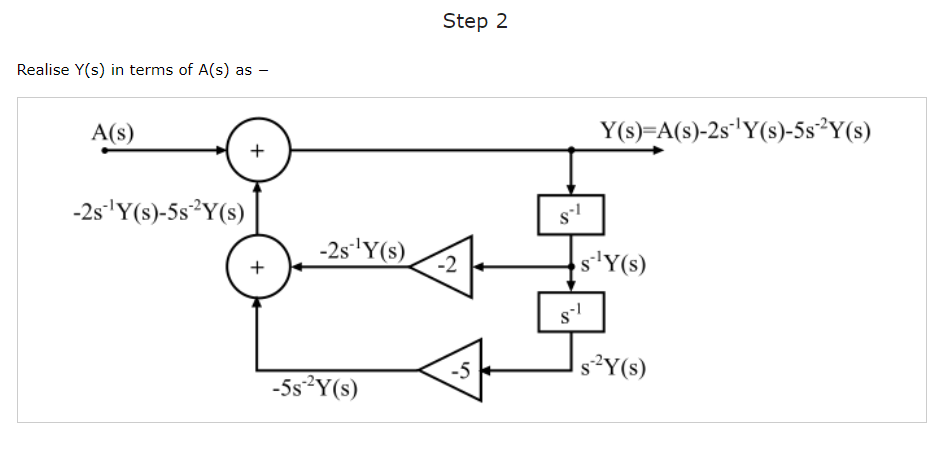 Step 2
Realise Y(s) in terms of A(s) as –
A(s)
Y(s)=A(s)-2s⁻¹Y(s)-5s⁻²Y(s)
+
-2s⁻¹Y(s)-5s⁻²Y(s)
s⁻¹
-2s⁻¹Y(s)
+
-2
s⁻¹Y(s)
s⁻¹
-5
s⁻²Y(s)
-5s⁻²Y(s)